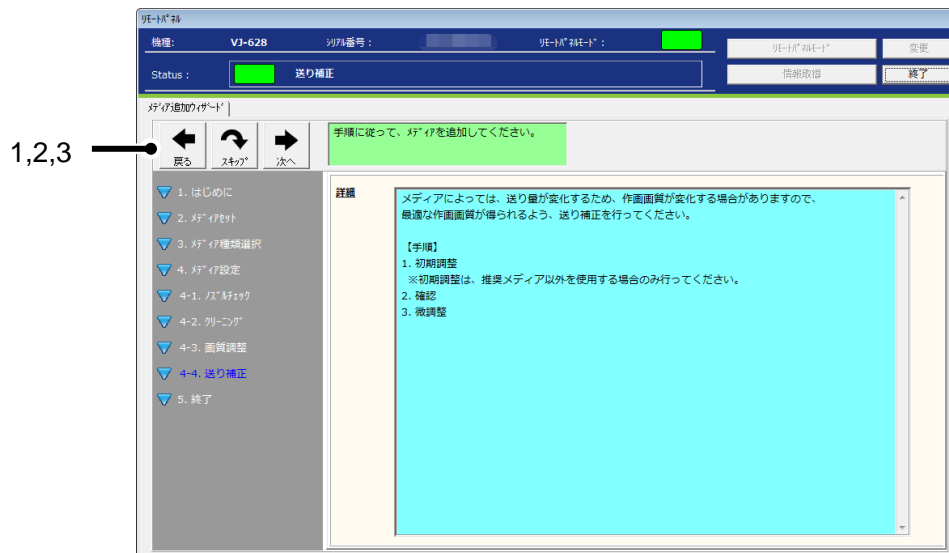 ﾘﾓｰﾄﾊﾟﾈﾙ
機種: VJ-628 ｼﾘｱﾙ番号: ﾘﾓｰﾄﾊﾟﾈﾙﾓｰﾄﾞ: ﾘﾓｰﾄﾊﾟﾈﾙﾓｰﾄﾞ 変更
Status : 送り補正 情報取得 終了
ﾒﾃﾞｨｱ追加ｳｨｻﾞｰﾄﾞ
1,2,3
戻る ｽｷｯﾌﾟ 次へ
手順に従って、ﾒﾃﾞｨｱを追加してください。
1. はじめに
2. ﾒﾃﾞｨｱｾｯﾄ
3. ﾒﾃﾞｨｱ種類選択
4. ﾒﾃﾞｨｱ設定
4-1. ﾉｽﾞﾙﾁｪｯｸ
4-2. ｸﾘｰﾆﾝｸﾞ
4-3. 画質調整
4-4. 送り補正
5. 終了
詳細
メディアによっては、送り量が変化するため、作画画質が変化する場合がありますので、
最適な作画画質が得られるよう、送り補正を行ってください。
【手順】
1. 初期調整
※初期調整は、推奨メディア以外を使用する場合のみ行ってください。
2. 確認
3. 微調整